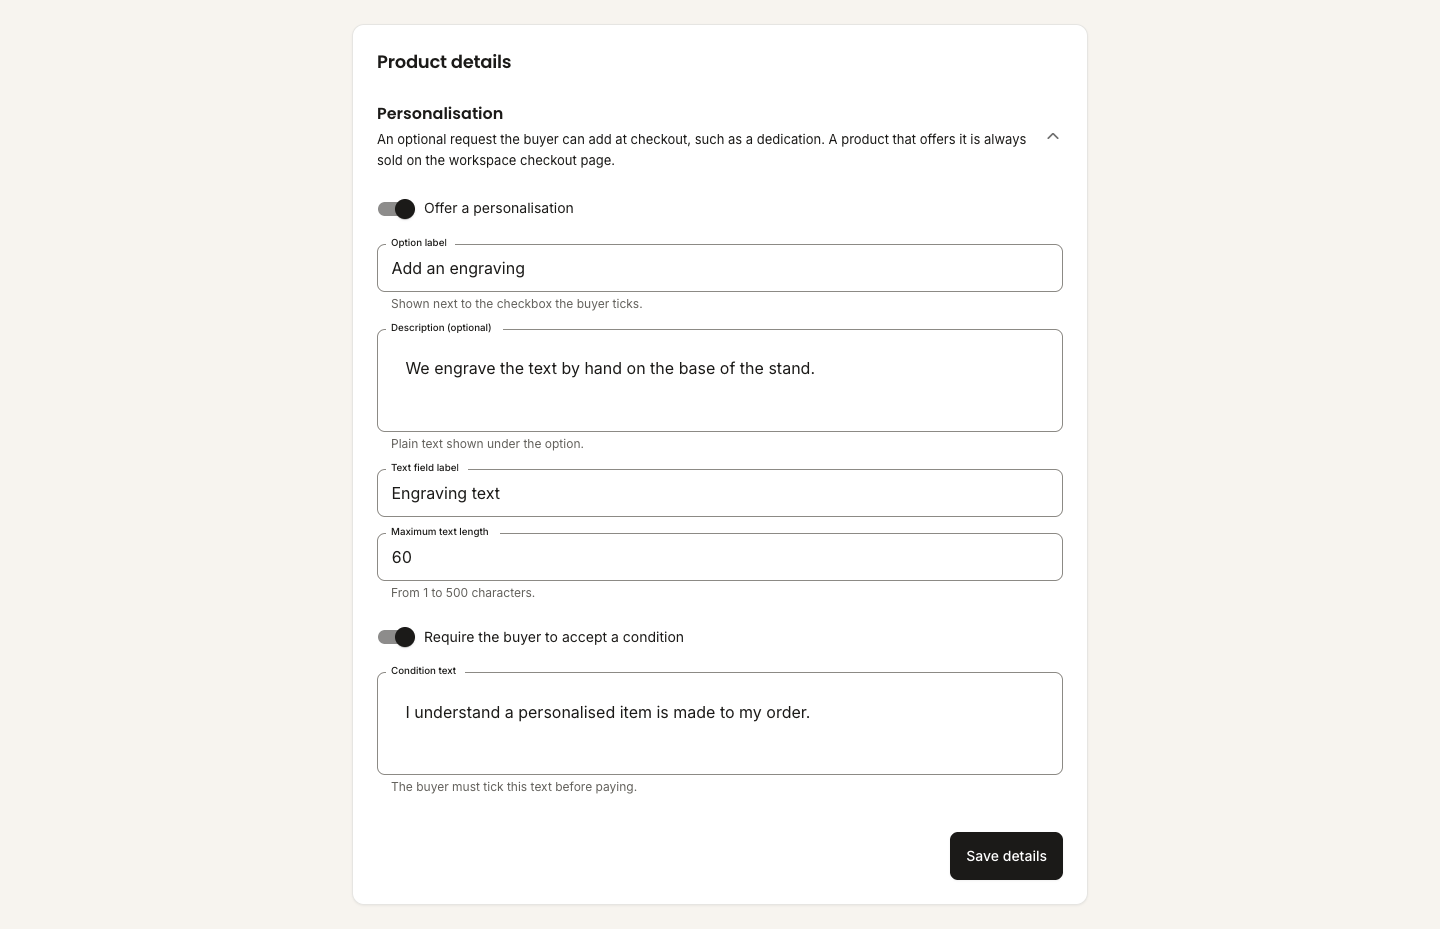 Product details
Personalisation
An optional request the buyer can add at checkout, such as a dedication. A product that offers it is always
sold on the workspace checkout page.
Offer a personalisation
Option label
Add an engraving
Shown next to the checkbox the buyer ticks.
Description (optional)
We engrave the text by hand on the base of the stand.
Plain text shown under the option.
Text field label
Engraving text
Maximum text length
60
From 1 to 500 characters.
Require the buyer to accept a condition
Condition text
I understand a personalised item is made to my order.
The buyer must tick this text before paying.
Save details